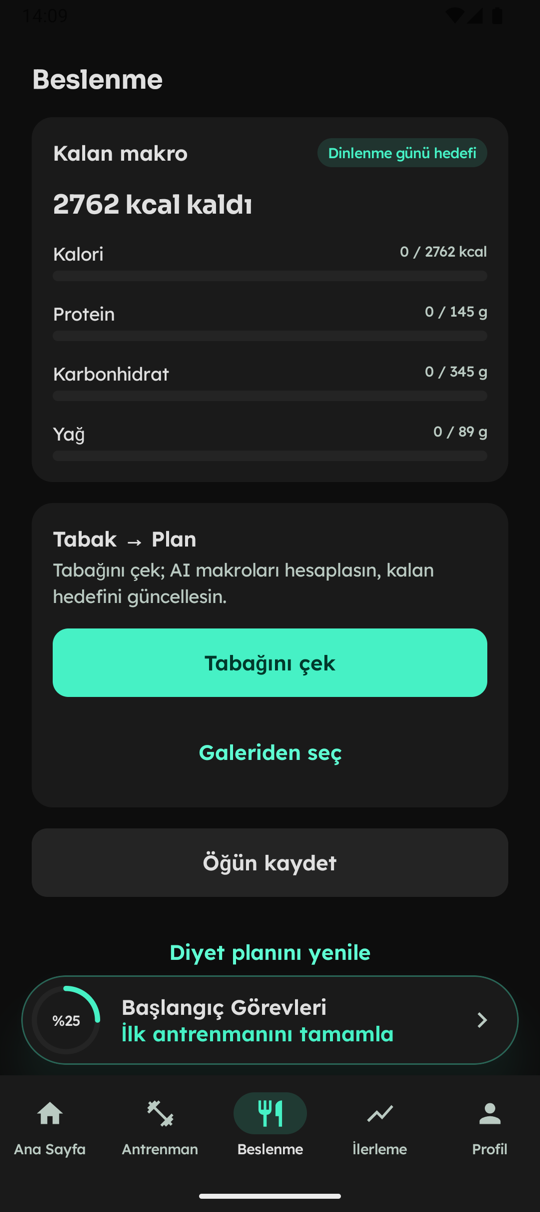 14:09
Beslenme
Kalan makro
Dinlenme günü hedefi
2762 kcal kaldı
Kalori
0 / 2762 kcal
Protein
0 / 145 g
Karbonhidrat
0 / 345 g
Yağ
0 / 89 g
Tabak → Plan
Tabağını çek; AI makroları hesaplasın, kalan
hedefini güncellesin.
Tabağını çek
Galeriden seç
Öğün kaydet
Diyet planını yenile
%25
Başlangıç Görevleri
İlk antrenmanını tamamla
Ana Sayfa
Antrenman
Beslenme
İlerleme
Profil